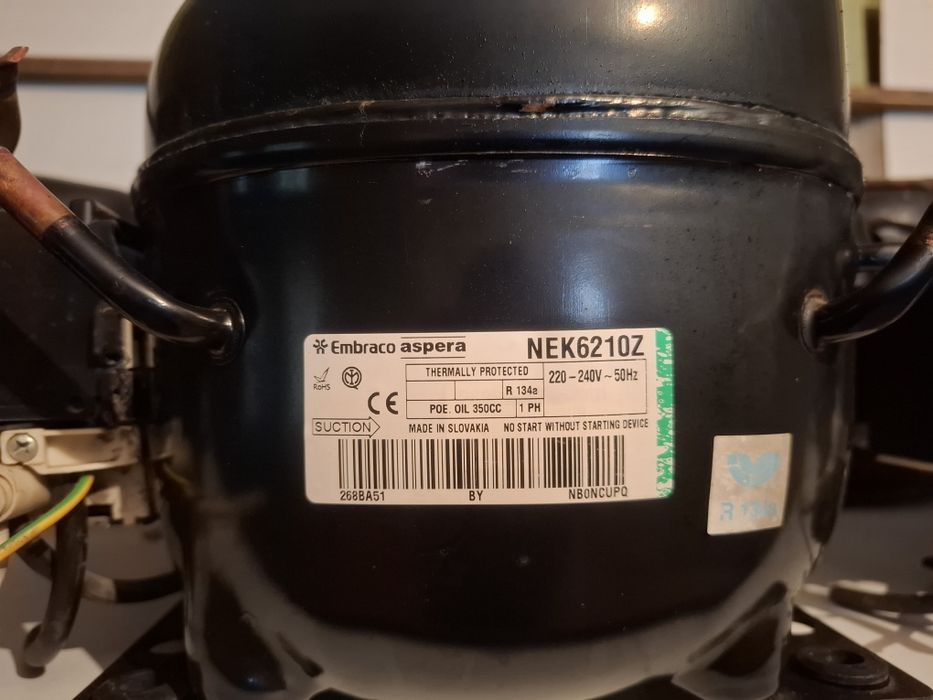 Embraco aspera
NEK6210Z
RoHS
THERMALLY PROTECTED
220-240V ~ 50Hz
R 134a
CE
POE. OIL 350CC
1 PH
SUCTION
MADE IN SLOVAKIA NO START WITHOUT STARTING DEVICE
268BA51 BY NB0NCUPQ
R 134a